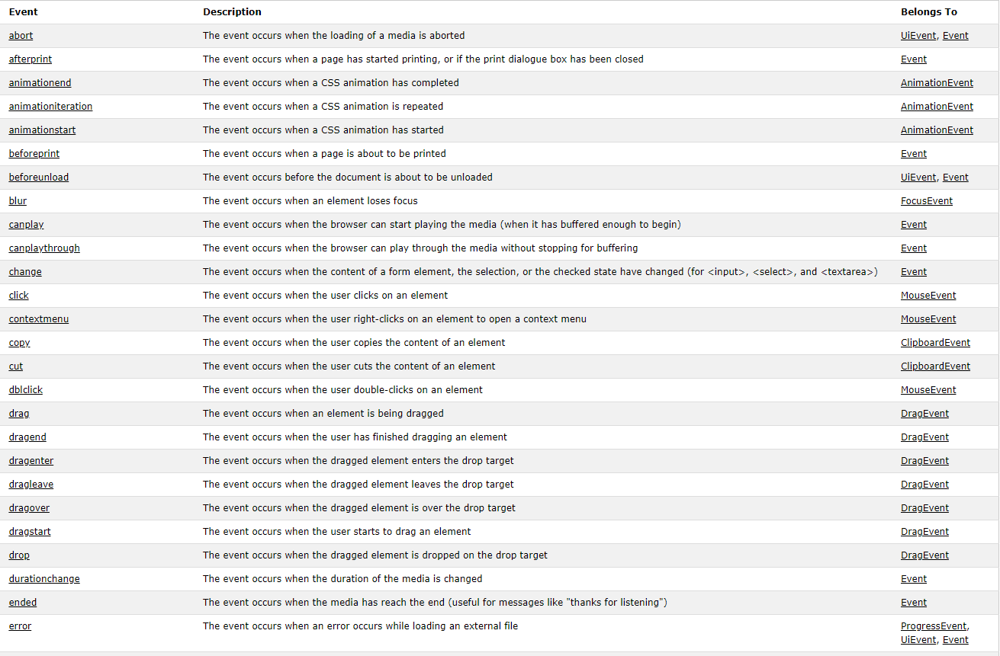 Event Description Belongs To
abort The event occurs when the loading of a media is aborted UiEvent, Event
afterprint The event occurs when a page has started printing, or if the print dialogue box has been closed Event
animationend The event occurs when a CSS animation has completed AnimationEvent
animationiteration The event occurs when a CSS animation is repeated AnimationEvent
animationstart The event occurs when a CSS animation has started AnimationEvent
beforeprint The event occurs when a page is about to be printed Event
beforeunload The event occurs before the document is about to be unloaded UiEvent, Event
blur The event occurs when an element loses focus FocusEvent
canplay The event occurs when the browser can start playing the media (when it has buffered enough to begin) Event
canplaythrough The event occurs when the browser can play through the media without stopping for buffering Event
change The event occurs when the content of a form element, the selection, or the checked state have changed (for <input>, <select>, and <textarea>) Event
click The event occurs when the user clicks on an element MouseEvent
contextmenu The event occurs when the user right-clicks on an element to open a context menu MouseEvent
copy The event occurs when the user copies the content of an element ClipboardEvent
cut The event occurs when the user cuts the content of an element ClipboardEvent
dblclick The event occurs when the user double-clicks on an element MouseEvent
drag The event occurs when an element is being dragged DragEvent
dragend The event occurs when the user has finished dragging an element DragEvent
dragenter The event occurs when the dragged element enters the drop target DragEvent
dragleave The event occurs when the dragged element leaves the drop target DragEvent
dragover The event occurs when the dragged element is over the drop target DragEvent
dragstart The event occurs when the user starts to drag an element DragEvent
drop The event occurs when the dragged element is dropped on the drop target DragEvent
durationchange The event occurs when the duration of the media is changed Event
ended The event occurs when the media has reach the end (useful for messages like "thanks for listening") Event
error The event occurs when an error occurs while loading an external file ProgressEvent,
UiEvent, Event